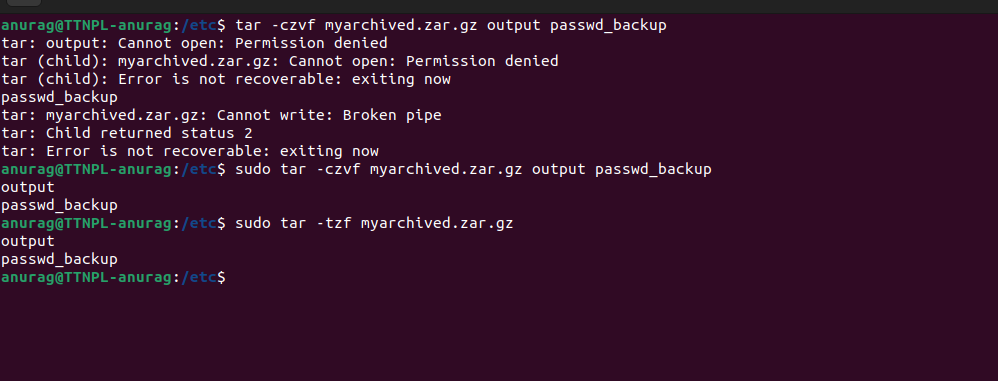 anurag@TTNPL-anurag:/etc$ tar -czvf myarchived.zar.gz output passwd_backup
tar: output: Cannot open: Permission denied
tar (child): myarchived.zar.gz: Cannot open: Permission denied
tar (child): Error is not recoverable: exiting now
passwd_backup
tar: myarchived.zar.gz: Cannot write: Broken pipe
tar: Child returned status 2
tar: Error is not recoverable: exiting now
anurag@TTNPL-anurag:/etc$ sudo tar -czvf myarchived.zar.gz output passwd_backup
output
passwd_backup
anurag@TTNPL-anurag:/etc$ sudo tar -tzf myarchived.zar.gz
output
passwd_backup
anurag@TTNPL-anurag:/etc$